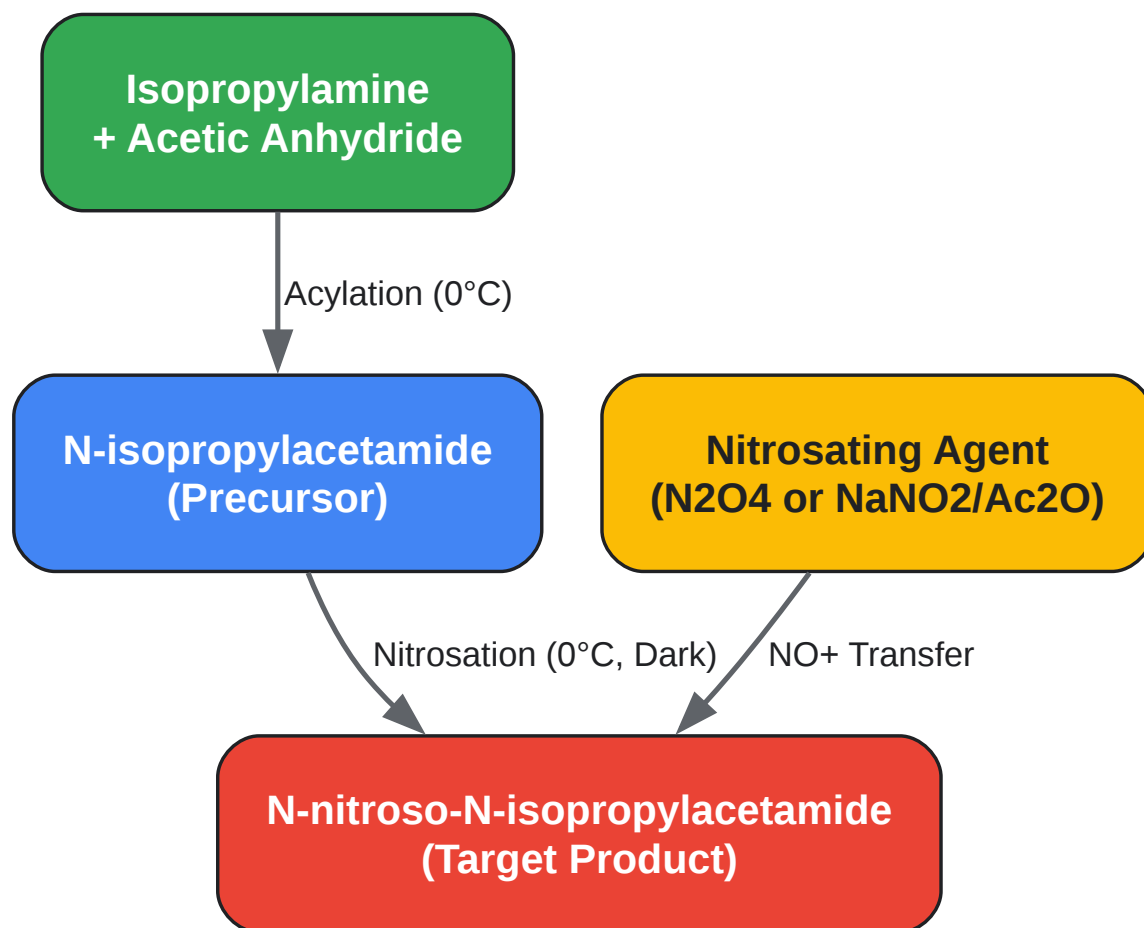 Isopropylamine
+ Acetic Anhydride
Acylation (0°C)
N-isopropylacetamide
(Precursor)
Nitrosating Agent
(N2O4 or NaNO2/Ac2O)
Nitrosation (0°C, Dark)
NO+ Transfer
N-nitroso-N-isopropylacetamide
(Target Product)